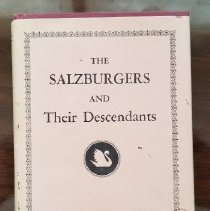 THE
SALZBURGERS
AND
Their Descendants